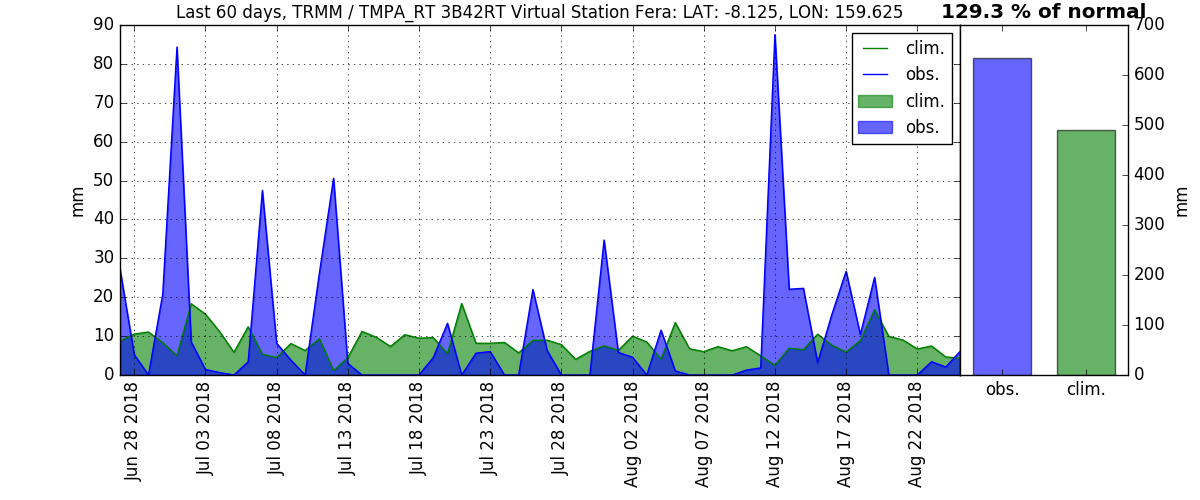 Last 60 days, TRMM / TMPA_RT 3B42RT Virtual Station Fera: LAT: -8.125, LON: 159.625
129.3 % of normal
90
80
70
60
50
40
30
20
10
0
mm
clim.
obs.
clim.
obs.
Jun 28 2018
Jul 03 2018
Jul 08 2018
Jul 13 2018
Jul 18 2018
Jul 23 2018
Jul 28 2018
Aug 02 2018
Aug 07 2018
Aug 12 2018
Aug 17 2018
Aug 22 2018
700
600
500
400
300
200
100
0
mm
obs.
clim.